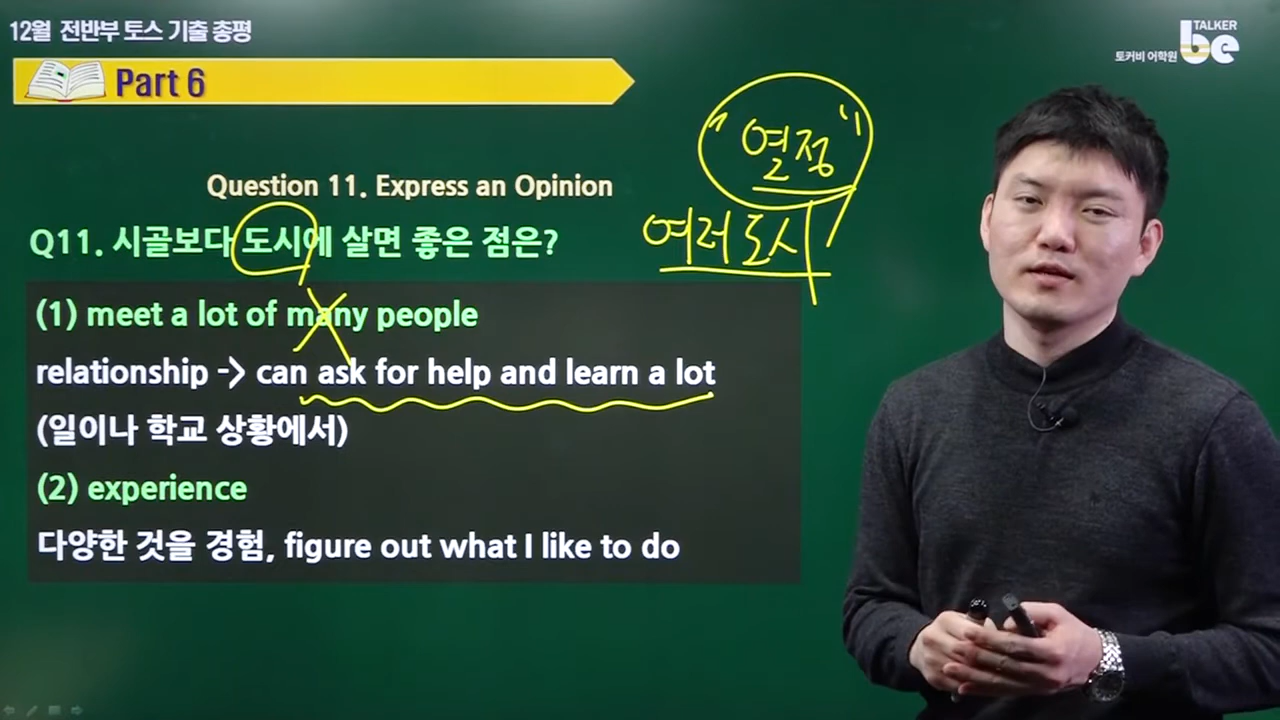 12월 전반부 토스 기출 총평
TALKER
be
토커비 어학원
Part 6
"열정"
Question 11. Express an Opinion
여러도시
Q11. 시골보다 도시에 살면 좋은 점은?
(1) meet a lot of many people
relationship -> can ask for help and learn a lot
(일이나 학교 상황에서)
(2) experience
다양한 것을 경험, figure out what I like to do